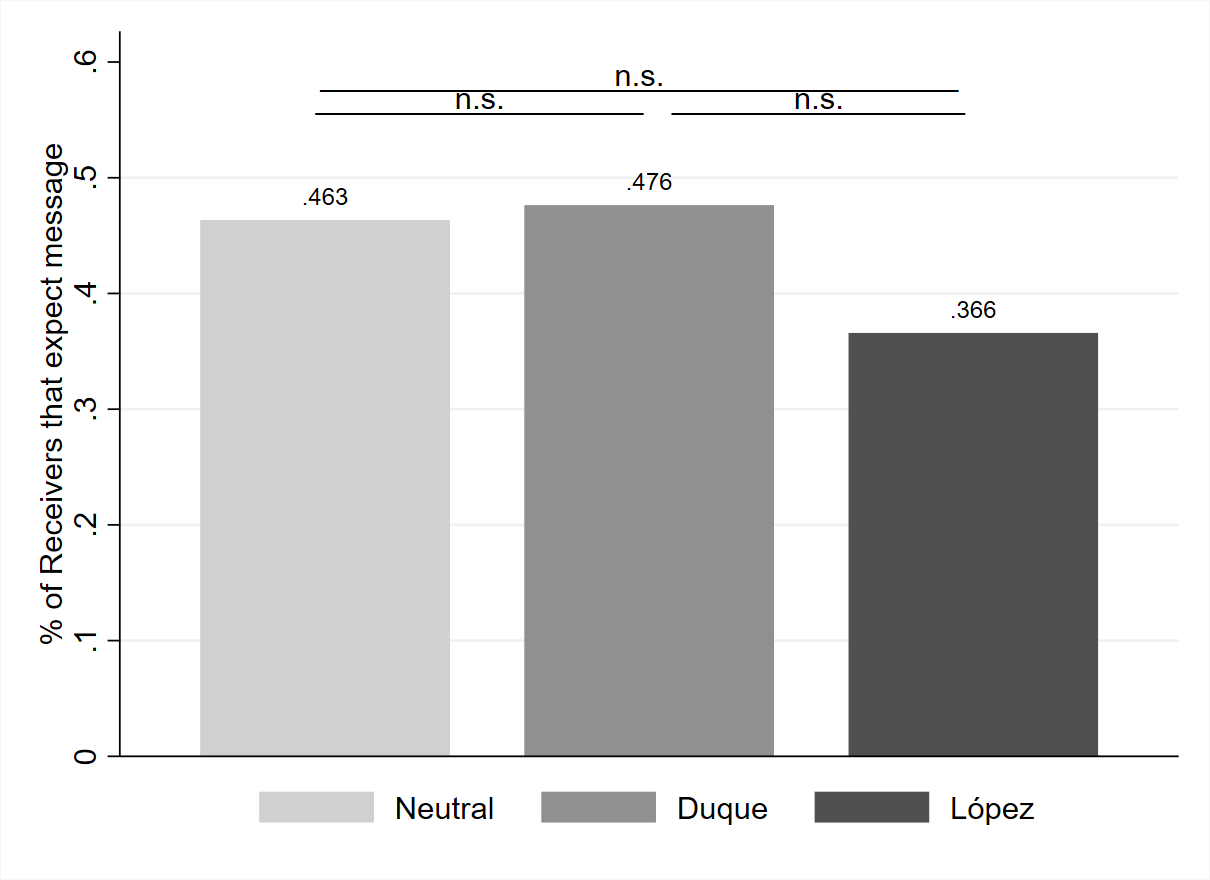 % of Receivers that expect message
.6
.5
.4
.3
.2
.1
0
n.s.
n.s. n.s.
.463
.476
.366
Neutral Duque López